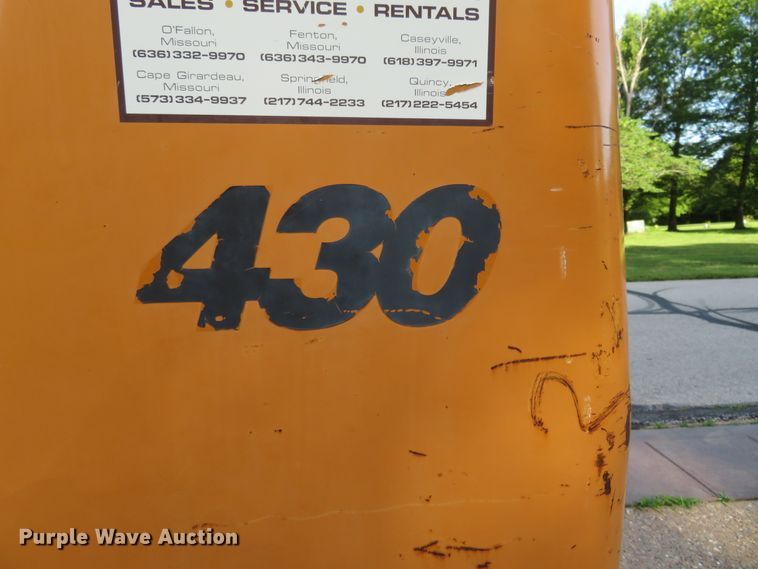 SALES • SERVICE • RENTALS
O'Fallon, Fenton, Caseyville,
Missouri Missouri Illinois
(636) 332-9970 (636) 343-9970 (618) 397-9971
Cape Girardeau, Springfield, Quincy,
Missouri Illinois Illinois
(573) 334-9937 (217) 744-2233 (217) 222-5454
430
Purple Wave Auction